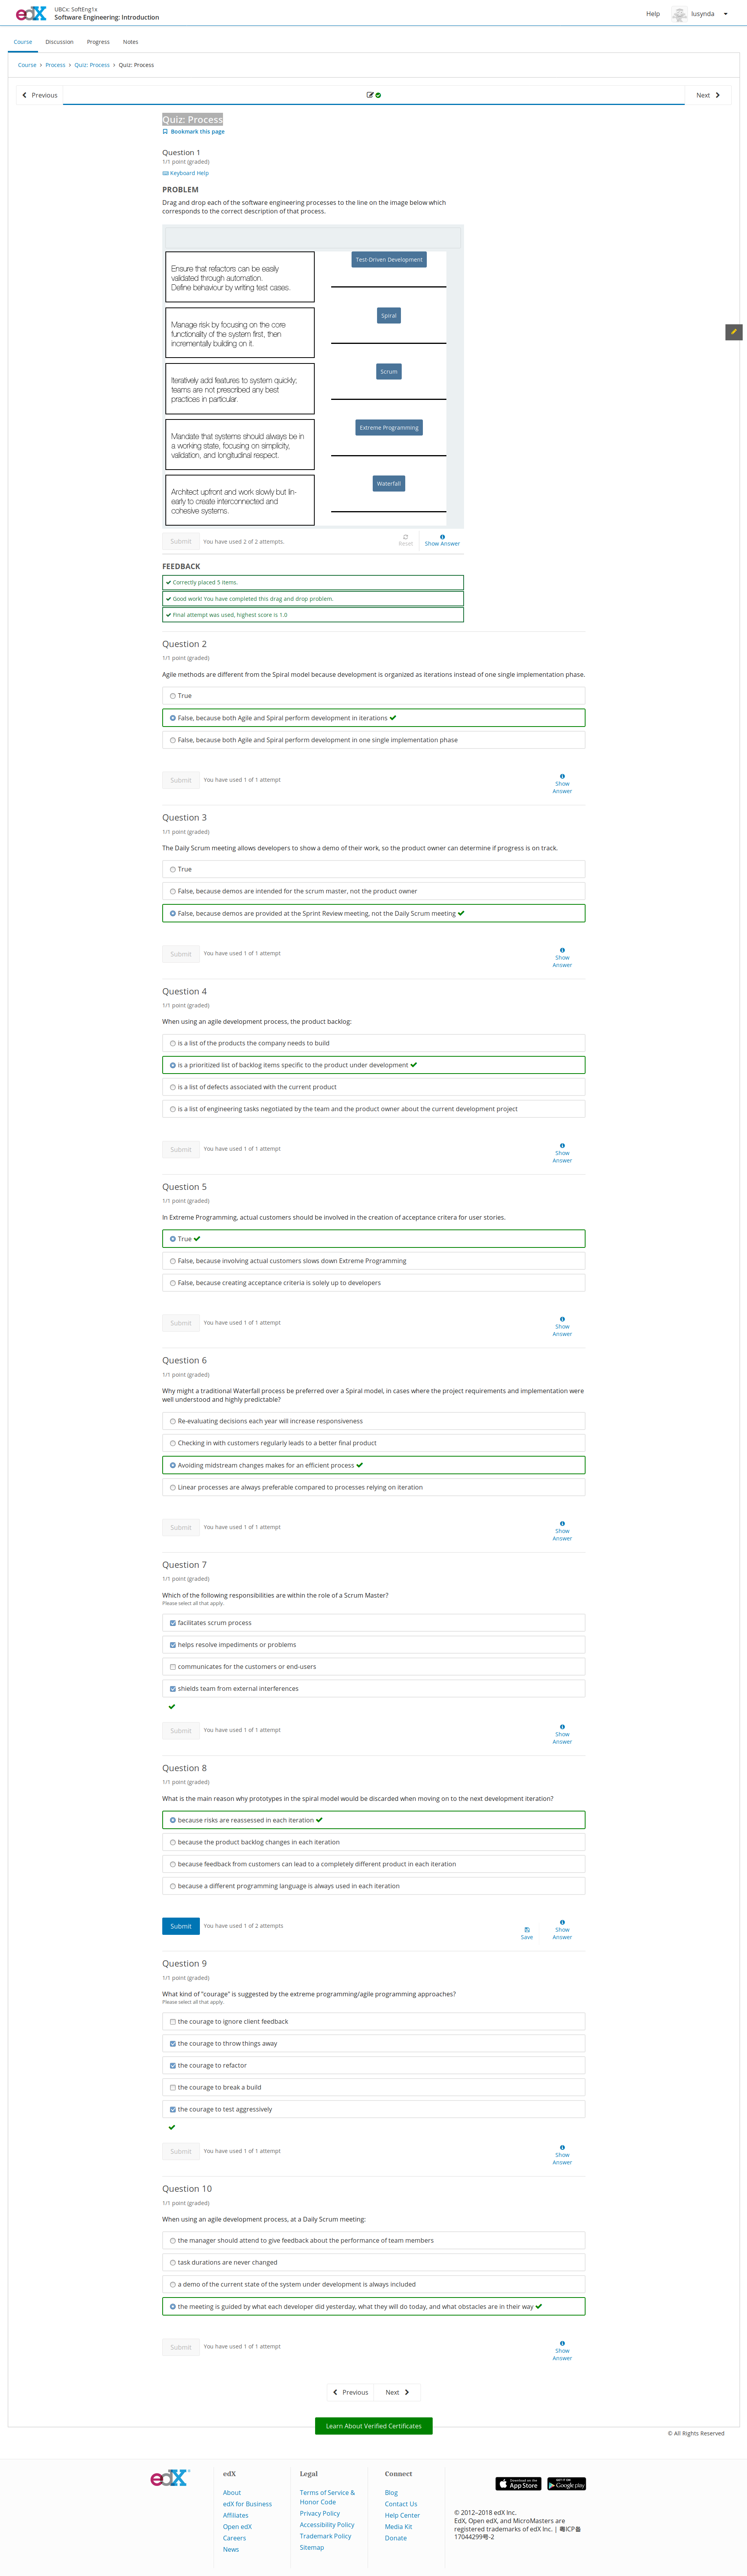 edX
UBCx: SoftEng1x
Software Engineering: Introduction
Help
lusynda
Course
Discussion
Progress
Notes
Course > Process > Quiz: Process > Quiz: Process
Previous
Next
Quiz: Process
Bookmark this page
Question 1
1/1 point (graded)
Keyboard Help
PROBLEM
Drag and drop each of the software engineering processes to the line on the image below which
corresponds to the correct description of that process.
Test-Driven Development
Ensure that refactors can be easily
validated through automation.
Define behaviour by writing test cases.
Spiral
Manage risk by focusing on the core
functionality of the system first, then
incrementally building on it.
Scrum
Iteratively add features to system quickly;
teams are not prescribed any best
practices in particular.
Extreme Programming
Mandate that systems should always be in
a working state, focusing on simplicity,
validation, and longitudinal respect.
Waterfall
Architect upfront and work slowly but lin-
early to create interconnected and
cohesive systems.
Submit
You have used 2 of 2 attempts.
Reset
Show Answer
FEEDBACK
Correctly placed 5 items.
Good work! You have completed this drag and drop problem.
Final attempt was used, highest score is 1.0
Question 2
1/1 point (graded)
Agile methods are different from the Spiral model because development is organized as iterations instead of one single implementation phase.
True
False, because both Agile and Spiral perform development in iterations
False, because both Agile and Spiral perform development in one single implementation phase
Submit
You have used 1 of 1 attempt
Show
Answer
Question 3
1/1 point (graded)
The Daily Scrum meeting allows developers to show a demo of their work, so the product owner can determine if progress is on track.
True
False, because demos are intended for the scrum master, not the product owner
False, because demos are provided at the Sprint Review meeting, not the Daily Scrum meeting
Submit
You have used 1 of 1 attempt
Show
Answer
Question 4
1/1 point (graded)
When using an agile development process, the product backlog:
is a list of the products the company needs to build
is a prioritized list of backlog items specific to the product under development
is a list of defects associated with the current product
is a list of engineering tasks negotiated by the team and the product owner about the current development project
Submit
You have used 1 of 1 attempt
Show
Answer
Question 5
1/1 point (graded)
In Extreme Programming, actual customers should be involved in the creation of acceptance critera for user stories.
True
False, because involving actual customers slows down Extreme Programming
False, because creating acceptance criteria is solely up to developers
Submit
You have used 1 of 1 attempt
Show
Answer
Question 6
1/1 point (graded)
Why might a traditional Waterfall process be preferred over a Spiral model, in cases where the project requirements and implementation were
well understood and highly predictable?
Re-evaluating decisions each year will increase responsiveness
Checking in with customers regularly leads to a better final product
Avoiding midstream changes makes for an efficient process
Linear processes are always preferable compared to processes relying on iteration
Submit
You have used 1 of 1 attempt
Show
Answer
Question 7
1/1 point (graded)
Which of the following responsibilities are within the role of a Scrum Master?
Please select all that apply.
facilitates scrum process
helps resolve impediments or problems
communicates for the customers or end-users
shields team from external interferences
Submit
You have used 1 of 1 attempt
Show
Answer
Question 8
1/1 point (graded)
What is the main reason why prototypes in the spiral model would be discarded when moving on to the next development iteration?
because risks are reassessed in each iteration
because the product backlog changes in each iteration
because feedback from customers can lead to a completely different product in each iteration
because a different programming language is always used in each iteration
Submit
You have used 1 of 2 attempts
Save
Show
Answer
Question 9
1/1 point (graded)
What kind of "courage" is suggested by the extreme programming/agile programming approaches?
Please select all that apply.
the courage to ignore client feedback
the courage to throw things away
the courage to refactor
the courage to break a build
the courage to test aggressively
Submit
You have used 1 of 1 attempt
Show
Answer
Question 10
1/1 point (graded)
When using an agile development process, at a Daily Scrum meeting:
the manager should attend to give feedback about the performance of team members
task durations are never changed
a demo of the current state of the system under development is always included
the meeting is guided by what each developer did yesterday, what they will do today, and what obstacles are in their way
Submit
You have used 1 of 1 attempt
Show
Answer
Previous
Next
Learn About Verified Certificates
© All Rights Reserved
edX
edX
About
edX for Business
Affiliates
Open edX
Careers
News
Legal
Terms of Service &
Honor Code
Privacy Policy
Accessibility Policy
Trademark Policy
Sitemap
Connect
Blog
Contact Us
Help Center
Media Kit
Donate
Download on the
App Store
GET IT ON
Google play
© 2012–2018 edX Inc.
EdX, Open edX, and MicroMasters are
registered trademarks of edX Inc. | 粤ICP备
17044299号-2